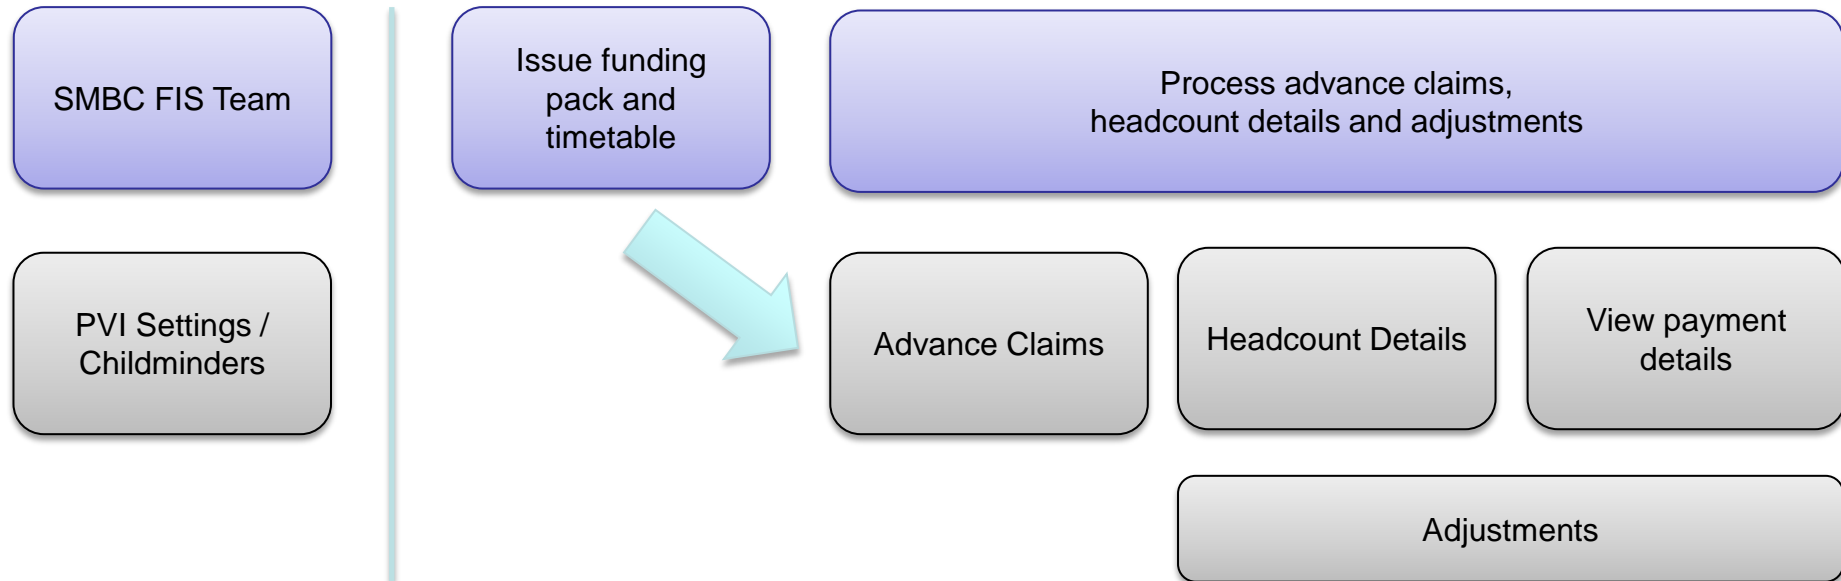 SMBC FIS Team
Issue funding
pack and
timetable
Process advance claims,
headcount details and adjustments
PVI Settings /
Childminders
Advance Claims
Headcount Details
View payment
details
Adjustments